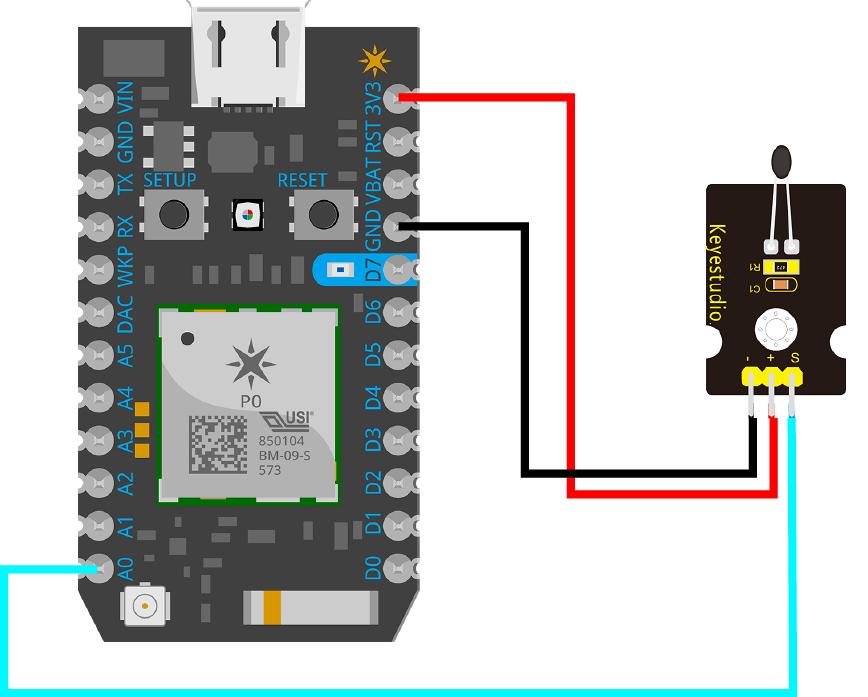 VIN
GND
TX
RX
WKP
DAC
A5
A4
A3
A2
A1
A0
SETUP
RESET
3V3
RST
VBAT
GND
D7
D6
D5
D4
D3
D2
D1
D0
P0
USI®
850104
BM-09-S
573
Keyestudio
R1
473
C1
- + S